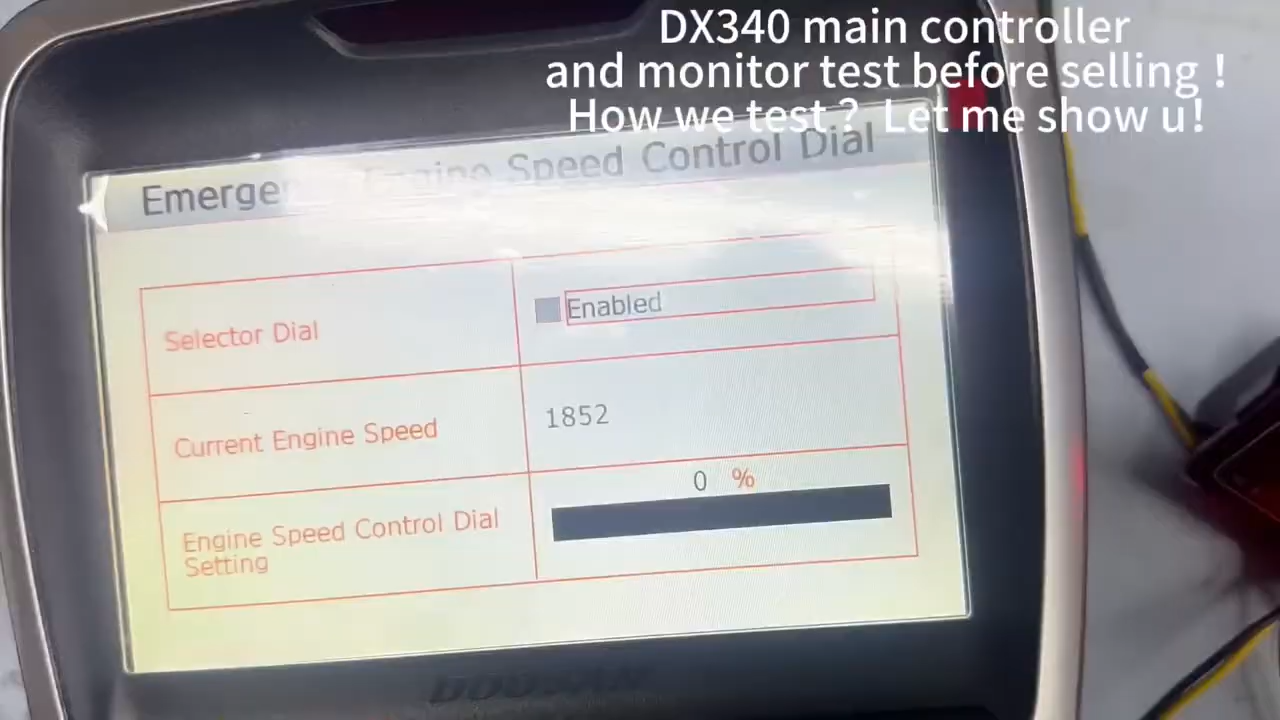 DX340 main controller
and monitor test before selling !
How we test ? Let me show u!
Emergency Engine Speed Control Dial
Selector Dial
Enabled
Current Engine Speed
1852
0 %
Engine Speed Control Dial
Setting
DOOSAN